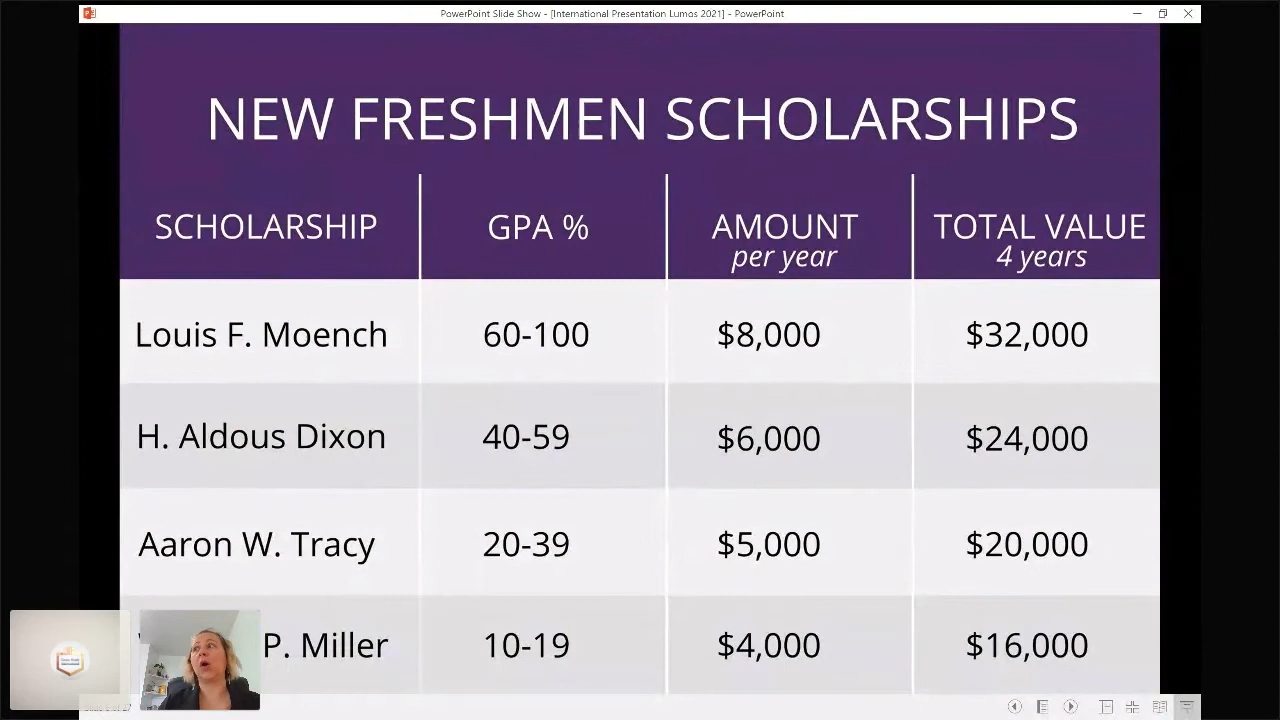 PowerPoint Slide Show - [International Presentation Lumos 2021] - PowerPoint
NEW FRESHMEN SCHOLARSHIPS
SCHOLARSHIP GPA % AMOUNT TOTAL VALUE
per year 4 years
Louis F. Moench 60-100 $8,000 $32,000
H. Aldous Dixon 40-59 $6,000 $24,000
Aaron W. Tracy 20-39 $5,000 $20,000
P. Miller 10-19 $4,000 $16,000